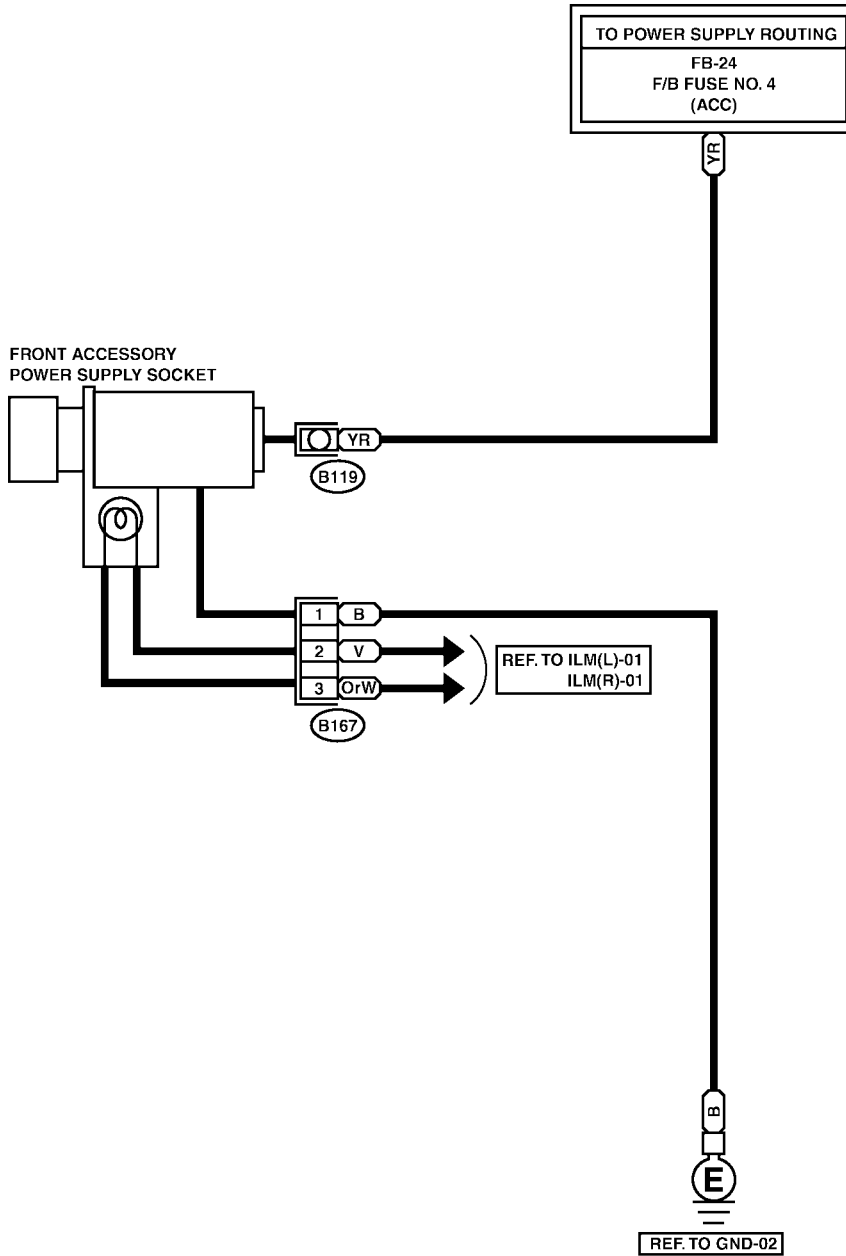 TO POWER SUPPLY ROUTING
FB-24
F/B FUSE NO. 4
(ACC)
YR
FRONT ACCESSORY
POWER SUPPLY SOCKET
YR
B119
1 B
2 V
3 OrW
REF. TO ILM(L)-01
ILM(R)-01
B167
B
E
REF. TO GND-02